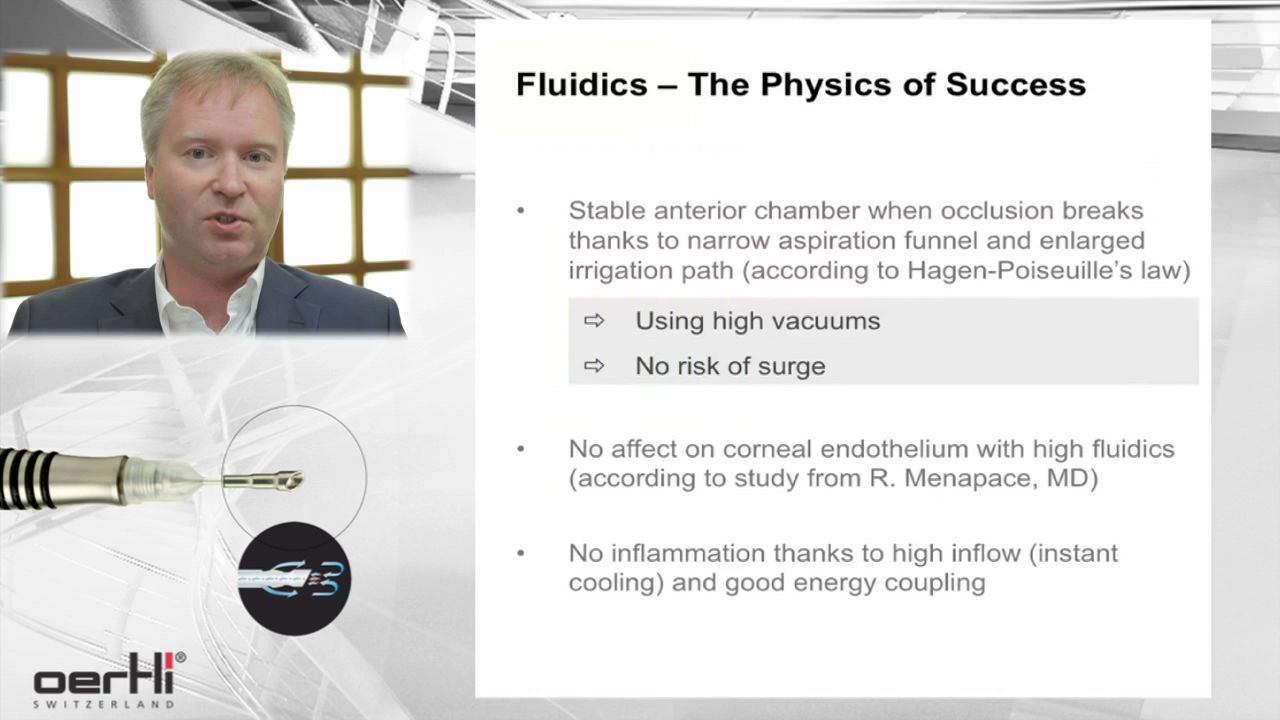 Fluidics – The Physics of Success
• Stable anterior chamber when occlusion breaks
thanks to narrow aspiration funnel and enlarged
irrigation path (according to Hagen-Poiseuille’s law)
⇨ Using high vacuums
⇨ No risk of surge
• No affect on corneal endothelium with high fluidics
(according to study from R. Menapace, MD)
• No inflammation thanks to high inflow (instant
cooling) and good energy coupling
oerHli®
SWITZERLAND